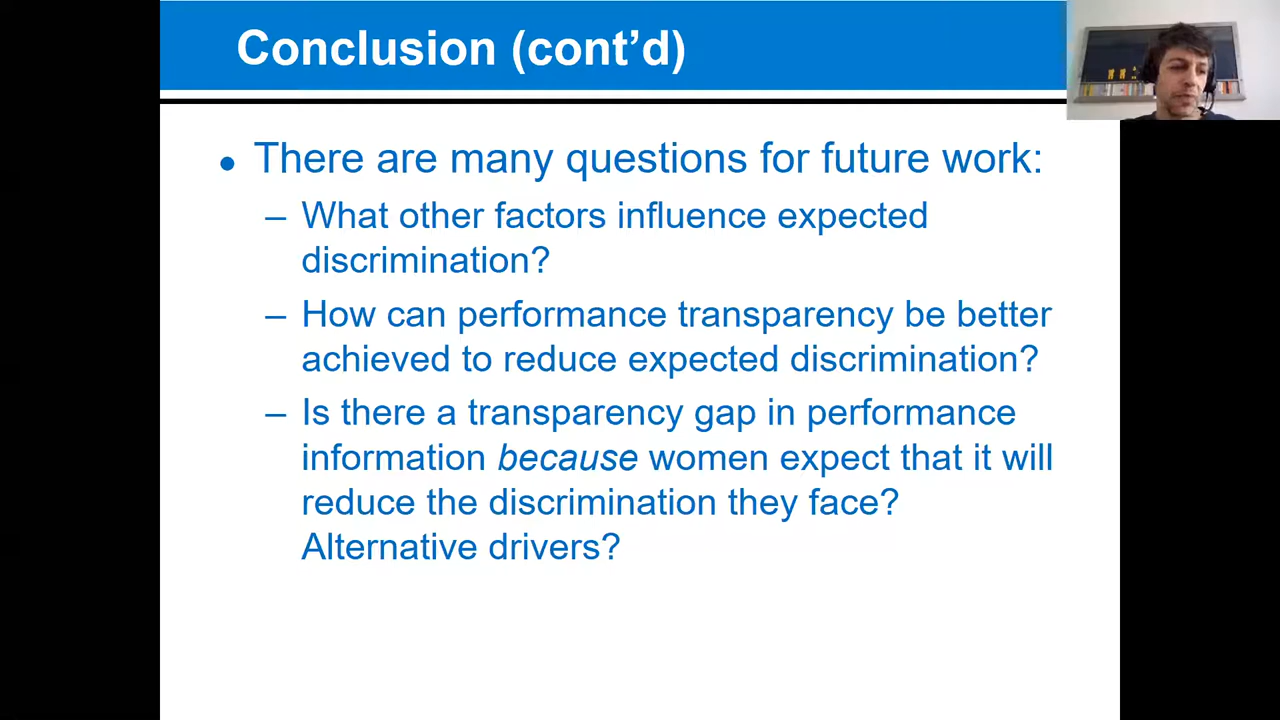 Conclusion (cont’d)
• There are many questions for future work:
– What other factors influence expected
discrimination?
– How can performance transparency be better
achieved to reduce expected discrimination?
– Is there a transparency gap in performance
information because women expect that it will
reduce the discrimination they face?
Alternative drivers?